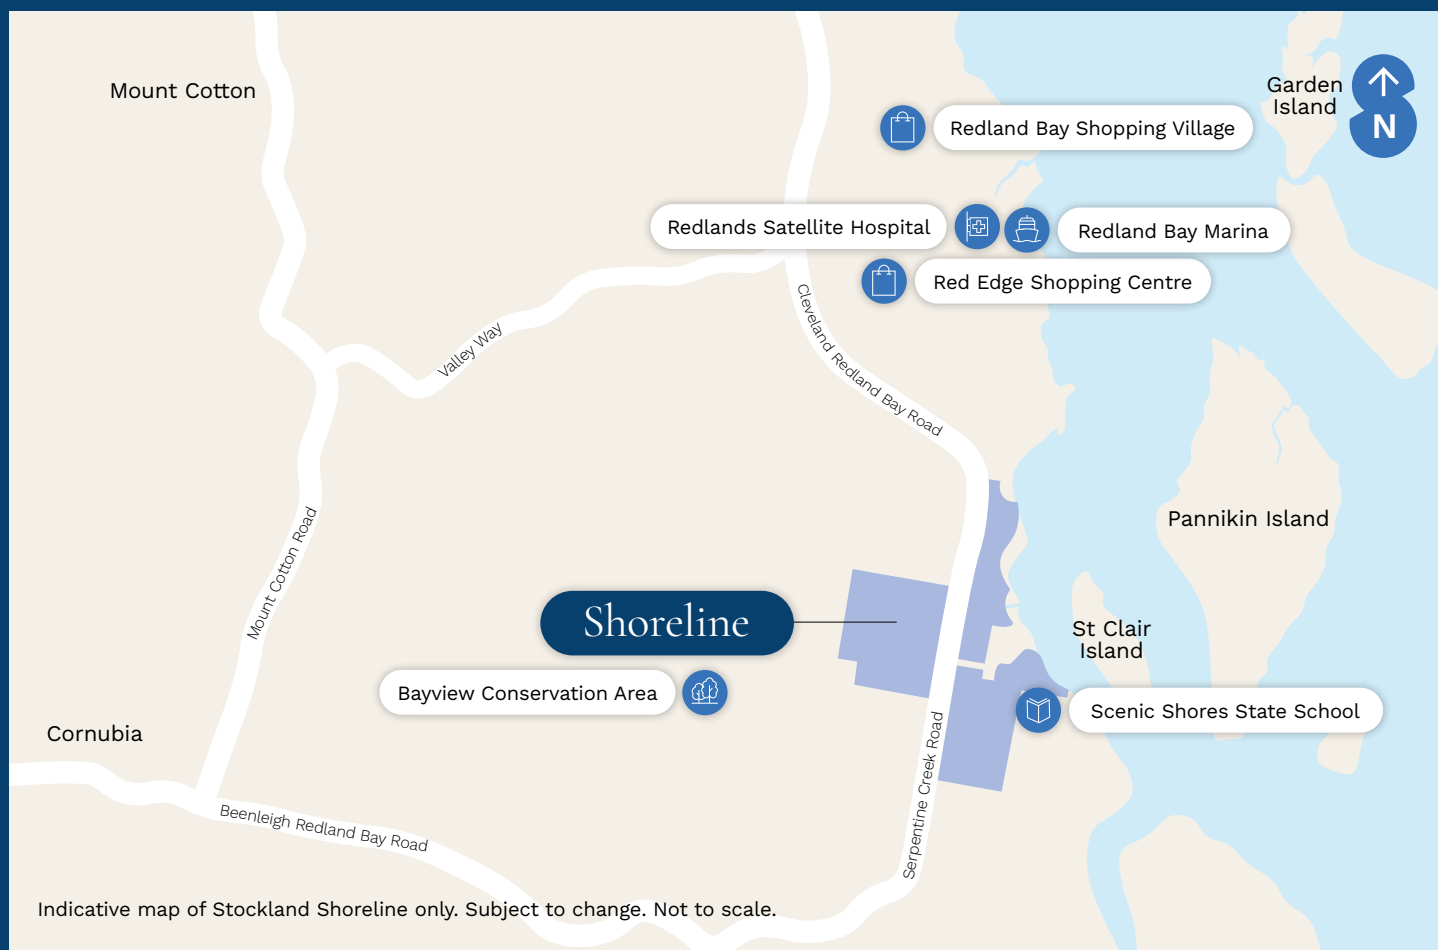 Mount Cotton
Garden
Island
N
Redland Bay Shopping Village
Redlands Satellite Hospital
Redland Bay Marina
Red Edge Shopping Centre
Cleveland Redland Bay Road
Valley Way
Pannikin Island
Mount Cotton Road
Shoreline
St Clair
Island
Bayview Conservation Area
Scenic Shores State School
Cornubia
Serpentine Creek Road
Beenleigh Redland Bay Road
Indicative map of Stockland Shoreline only. Subject to change. Not to scale.